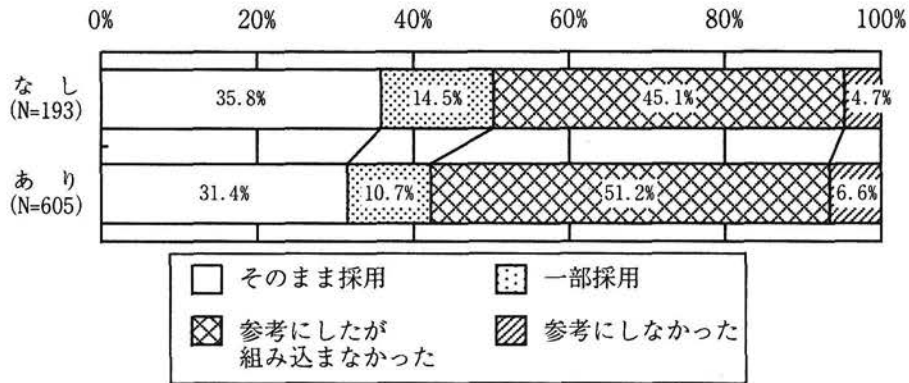 0% 20% 40% 60% 80% 100%
なし
(N=193)
35.8% 14.5% 45.1% 4.7%
あり
(N=605)
31.4% 10.7% 51.2% 6.6%
そのまま採用 一部採用
参考にしたが 参考にしなかった
組み込まなかった